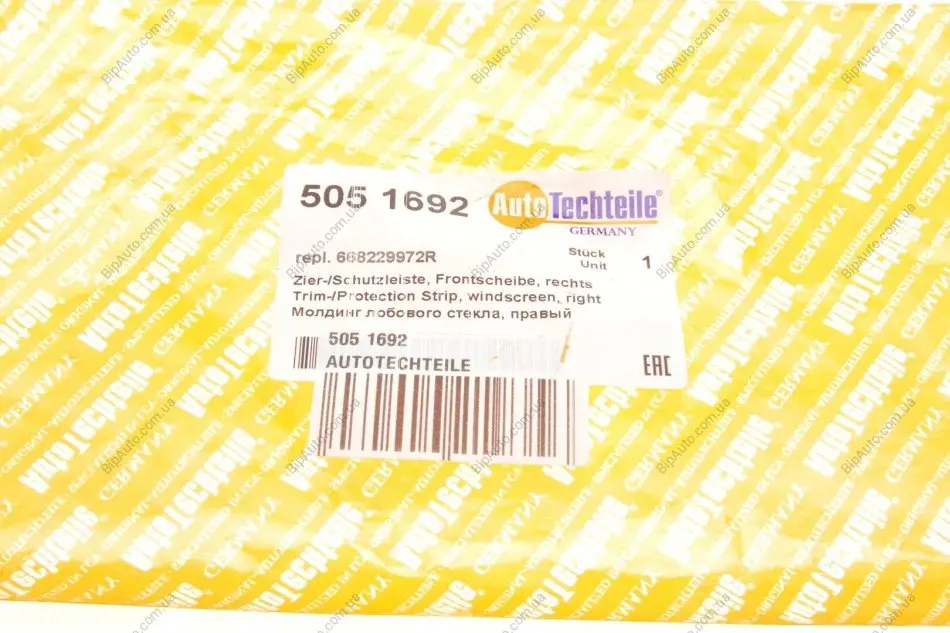 505 1692
AutoTechteile®
GERMANY
repl. 668229972R
Stück
Unit
1
Zier-/Schutzleiste, Frontscheibe, rechts
Trim-/Protection Strip, windscreen, right
Молдинг лобового стекла, правый
505 1692
AUTOTECHTEILE
EAC
BipAuto.com.ua